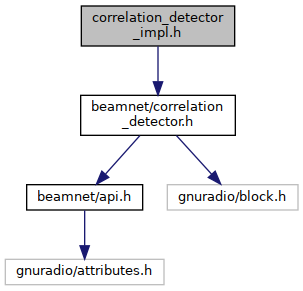 correlation_detector
_impl.h
beamnet/correlation
_detector.h
beamnet/api.h
gnuradio/block.h
gnuradio/attributes.h